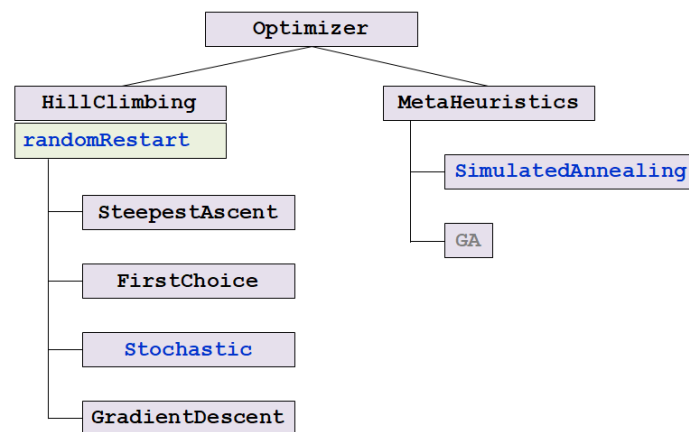 Optimizer
HillClimbing
MetaHeuristics
randomRestart
SimulatedAnnealing
SteepestAscent
GA
FirstChoice
Stochastic
GradientDescent